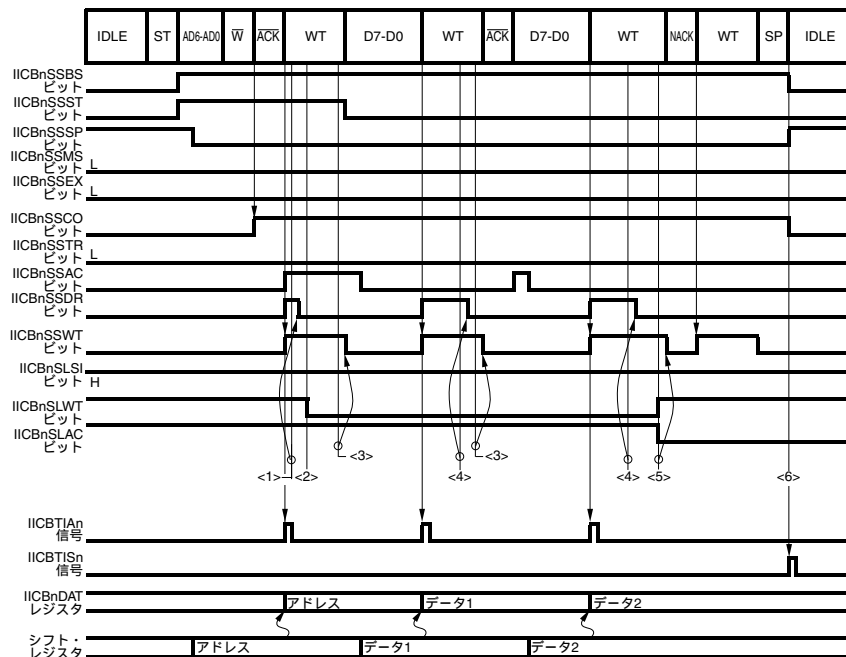 IDLE ST AD6-AD0 W ACK WT D7-D0 WT ACK D7-D0 WT NACK WT SP IDLE
IICBnSSBS
ビット
IICBnSSST
ビット
IICBnSSSP
ビット
IICBnSSMS
ビット L
IICBnSSEX
ビット L
IICBnSSCO
ビット
IICBnSSTR
ビット L
IICBnSSAC
ビット
IICBnSSDR
ビット
IICBnSSWT
ビット
IICBnSLSI
ビット H
IICBnSLWT
ビット
IICBnSLAC
ビット
<1> <2> <3> <4> <3> <4> <5> <6>
IICBTIAn
信号
IICBTISn
信号
IICBnDAT
レジスタ
アドレス データ1 データ2
シフト・
レジスタ
アドレス データ1 データ2